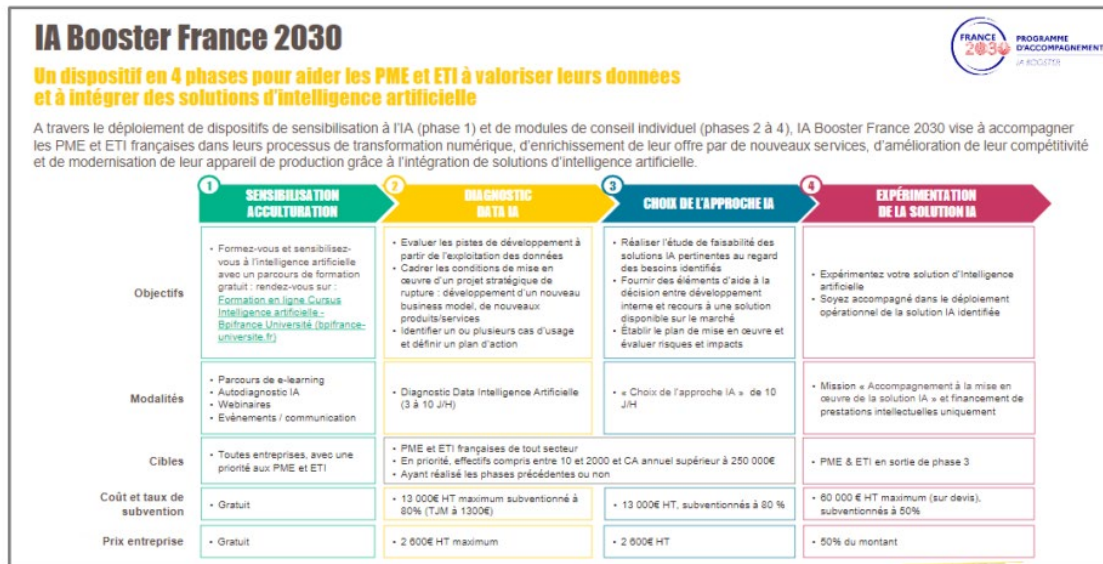 IA Booster France 2030
FRANCE
2030
PROGRAMME
D'ACCOMPAGNEMENT
IA BOOSTER
Un dispositif en 4 phases pour aider les PME et ETI à valoriser leurs données
et à intégrer des solutions d'intelligence artificielle
A travers le déploiement de dispositifs de sensibilisation à l'IA (phase 1) et de modules de conseil individuel (phases 2 à 4), IA Booster France 2030 vise à accompagner
les PME et ETI françaises dans leurs processus de transformation numérique, d'enrichissement de leur offre par de nouveaux services, d'amélioration de leur compétitivité
et de modernisation de leur appareil de production grâce à l'intégration de solutions d'intelligence artificielle.
1
SENSIBILISATION
ACCULTURATION
2
DIAGNOSTIC
DATA IA
3
CHOIX DE L'APPROCHE IA
4
EXPÉRIMENTATION
DE LA SOLUTION IA
Objectifs
• Formez-vous et sensibilisez-
vous à l'intelligence artificielle
avec un parcours de formation
gratuit : rendez-vous sur :
Formation en ligne Cursus
Intelligence artificielle -
Bpifrance Université (bpifrance-
universite.fr)
• Evaluer les pistes de développement à
partir de l'exploitation des données
• Cadrer les conditions de mise en
œuvre d'un projet stratégique de
rupture : développement d'un nouveau
business model, de nouveaux
produits/services
• Identifier un ou plusieurs cas d'usage
et définir un plan d'action
• Réaliser l'étude de faisabilité des
solutions IA pertinentes au regard
des besoins identifiés
• Fournir des éléments d'aide à la
décision entre développement
interne et recours à une solution
disponible sur le marché
• Établir le plan de mise en œuvre et
évaluer risques et impacts
• Expérimentez votre solution d'Intelligence
artificielle
• Soyez accompagné dans le déploiement
opérationnel de la solution IA identifiée
Modalités
• Parcours de e-learning
• Autodiagnostic IA
• Webinaires
• Evénements / communication
• Diagnostic Data Intelligence Artificielle
(3 à 10 J/H)
• « Choix de l'approche IA » de 10
J/H
• Mission « Accompagnement à la mise en
œuvre de la solution IA » et financement de
prestations intellectuelles uniquement
Cibles
• Toutes entreprises, avec une
priorité aux PME et ETI
• PME et ETI françaises de tout secteur
• En priorité, effectifs compris entre 10 et 2000 et CA annuel supérieur à 250 000€
• Ayant réalisé les phases précédentes ou non
• PME & ETI en sortie de phase 3
Coût et taux de
subvention
• Gratuit
• 13 000€ HT maximum subventionné à
80% (TJM à 1300€)
• 13 000€ HT, subventionnés à 80 %
• 60 000 € HT maximum (sur devis),
subventionnés à 50%
Prix entreprise
• Gratuit
• 2 600€ HT maximum
• 2 600€ HT
• 50% du montant